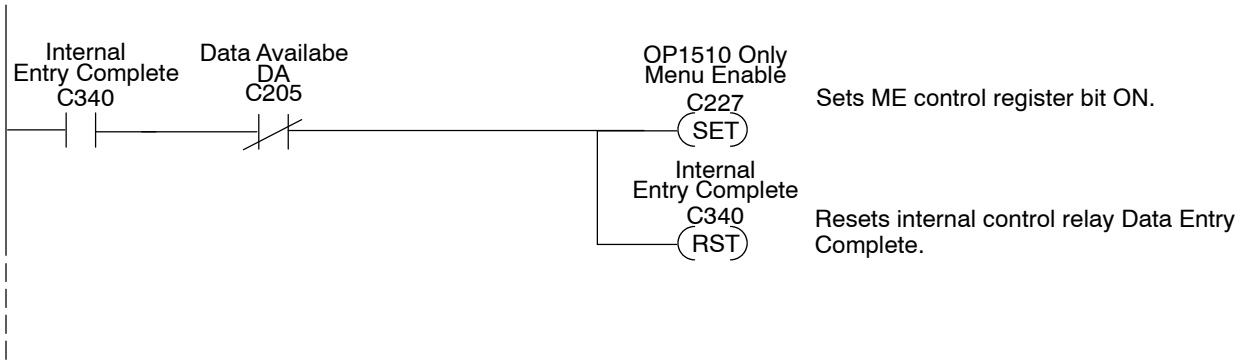 Internal
Entry Complete
C340
Data Availabe
DA
C205
OP1510 Only
Menu Enable
C227
SET
Sets ME control register bit ON.
Internal
Entry Complete
C340
RST
Resets internal control relay Data Entry
Complete.